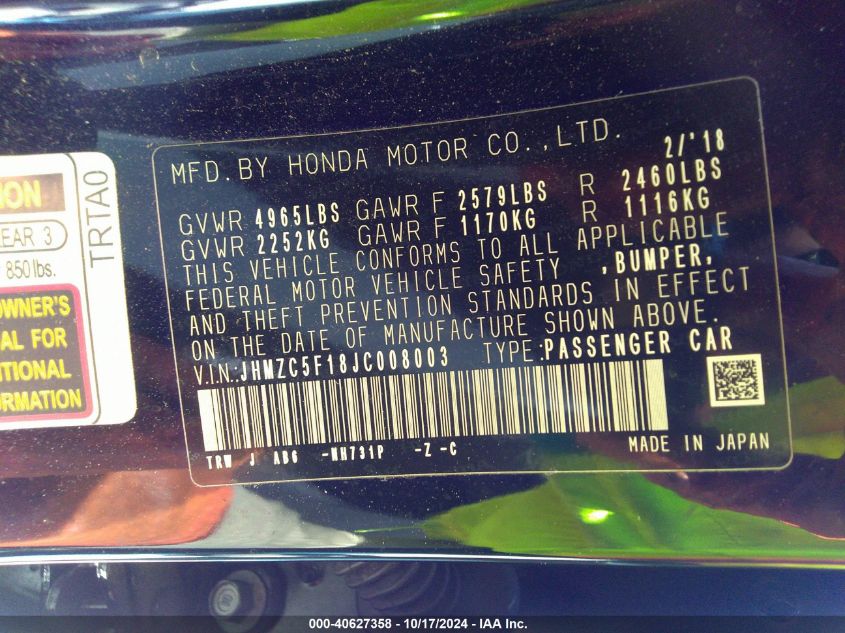 ION
EAR 3
850 lbs.
OWNER'S
AL FOR
ITIONAL
ORMATION
TRTA0
MFD.BY HONDA MOTOR CO.,LTD. 2/'18
GVWR 4965LBS GAWR F 2579LBS R 2460LBS
GVWR 2252KG GAWR F 1170KG R 1116KG
THIS VEHICLE CONFORMS TO ALL APPLICABLE
FEDERAL MOTOR VEHICLE SAFETY ,BUMPER,
AND THEFT PREVENTION STANDARDS IN EFFECT
ON THE DATE OF MANUFACTURE SHOWN ABOVE.
V.I.N.:JHMZC5F18JC008003 TYPE:PASSENGER CAR
TRW J AB6 -NH731P -Z -C MADE IN JAPAN
000-40627358 - 10/17/2024 - IAA Inc.